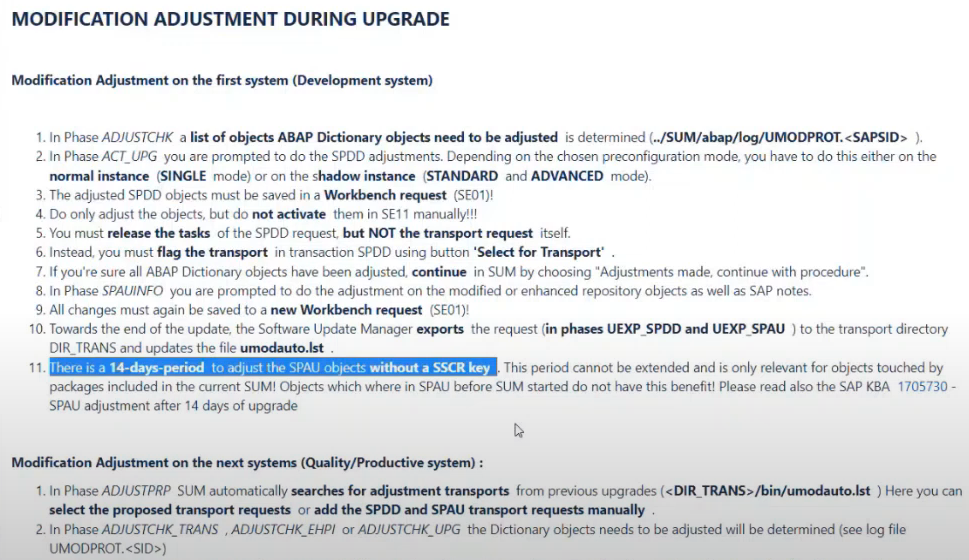 MODIFICATION ADJUSTMENT DURING UPGRADE
Modification Adjustment on the first system (Development system)
1. In Phase ADJUSTCHK a list of objects ABAP Dictionary objects need to be adjusted is determined (../SUM/abap/log/UMODPROT.<SAPSID> ).
2. In Phase ACT_UPG you are prompted to do the SPDD adjustments. Depending on the chosen preconfiguration mode, you have to do this either on the
normal instance (SINGLE mode) or on the shadow instance (STANDARD and ADVANCED mode).
3. The adjusted SPDD objects must be saved in a Workbench request (SE01)!
4. Do only adjust the objects, but do not activate them in SE11 manually!!!
5. You must release the tasks of the SPDD request, but NOT the transport request itself.
6. Instead, you must flag the transport in transaction SPDD using button 'Select for Transport' .
7. If you're sure all ABAP Dictionary objects have been adjusted, continue in SUM by choosing "Adjustments made, continue with procedure".
8. In Phase SPAUINFO you are prompted to do the adjustment on the modified or enhanced repository objects as well as SAP notes.
9. All changes must again be saved to a new Workbench request (SE01)!
10. Towards the end of the update, the Software Update Manager exports the request (in phases UEXP_SPDD and UEXP_SPAU ) to the transport directory
DIR_TRANS and updates the file umodauto.lst .
11. There is a 14-days-period to adjust the SPAU objects without a SSCR key . This period cannot be extended and is only relevant for objects touched by
packages included in the current SUM! Objects which where in SPAU before SUM started do not have this benefit! Please read also the SAP KBA 1705730 -
SPAU adjustment after 14 days of upgrade
Modification Adjustment on the next systems (Quality/Productive system) :
1. In Phase ADJUSTPRP SUM automatically searches for adjustment transports from previous upgrades (<DIR_TRANS>/bin/umodauto.lst ) Here you can
select the proposed transport requests or add the SPDD and SPAU transport requests manually .
2. In Phase ADJUSTCHK_TRANS , ADJUSTCHK_EHPI or ADJUSTCHK_UPG the Dictionary objects needs to be adjusted will be determined (see log file
UMODPROT.<SID>)